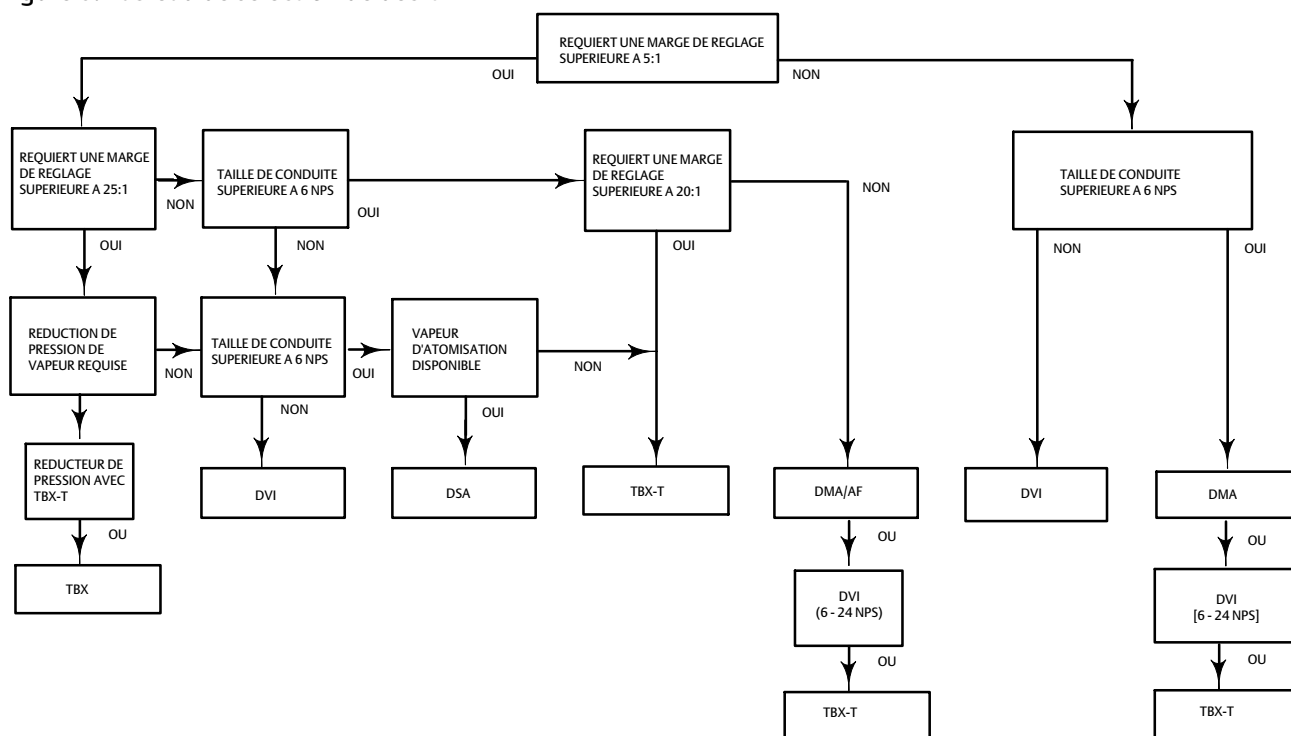 REQUIERT UNE MARGE DE REGLAGE
SUPERIEURE A 5:1
OUI
NON
REQUIERT UNE MARGE
DE REGLAGE
SUPERIEURE A 25:1
NON
OUI
TAILLE DE CONDUITE
SUPERIEURE A 6 NPS
OUI
NON
REQUIERT UNE MARGE
DE REGLAGE
SUPERIEURE A 20:1
NON
OUI
TAILLE DE CONDUITE
SUPERIEURE A 6 NPS
NON
OUI
REDUCTION DE
PRESSION DE
VAPEUR REQUISE
NON
TAILLE DE CONDUITE
SUPERIEURE A 6 NPS
OUI
NON
VAPEUR
D'ATOMISATION
DISPONIBLE
NON
OUI
REDUCTEUR DE
PRESSION AVEC
TBX-T
OU
TBX
DVI
DSA
TBX-T
DMA/AF
OU
DVI
(6 - 24 NPS)
OU
TBX-T
DVI
DMA
OU
DVI
[6 - 24 NPS]
OU
TBX-T